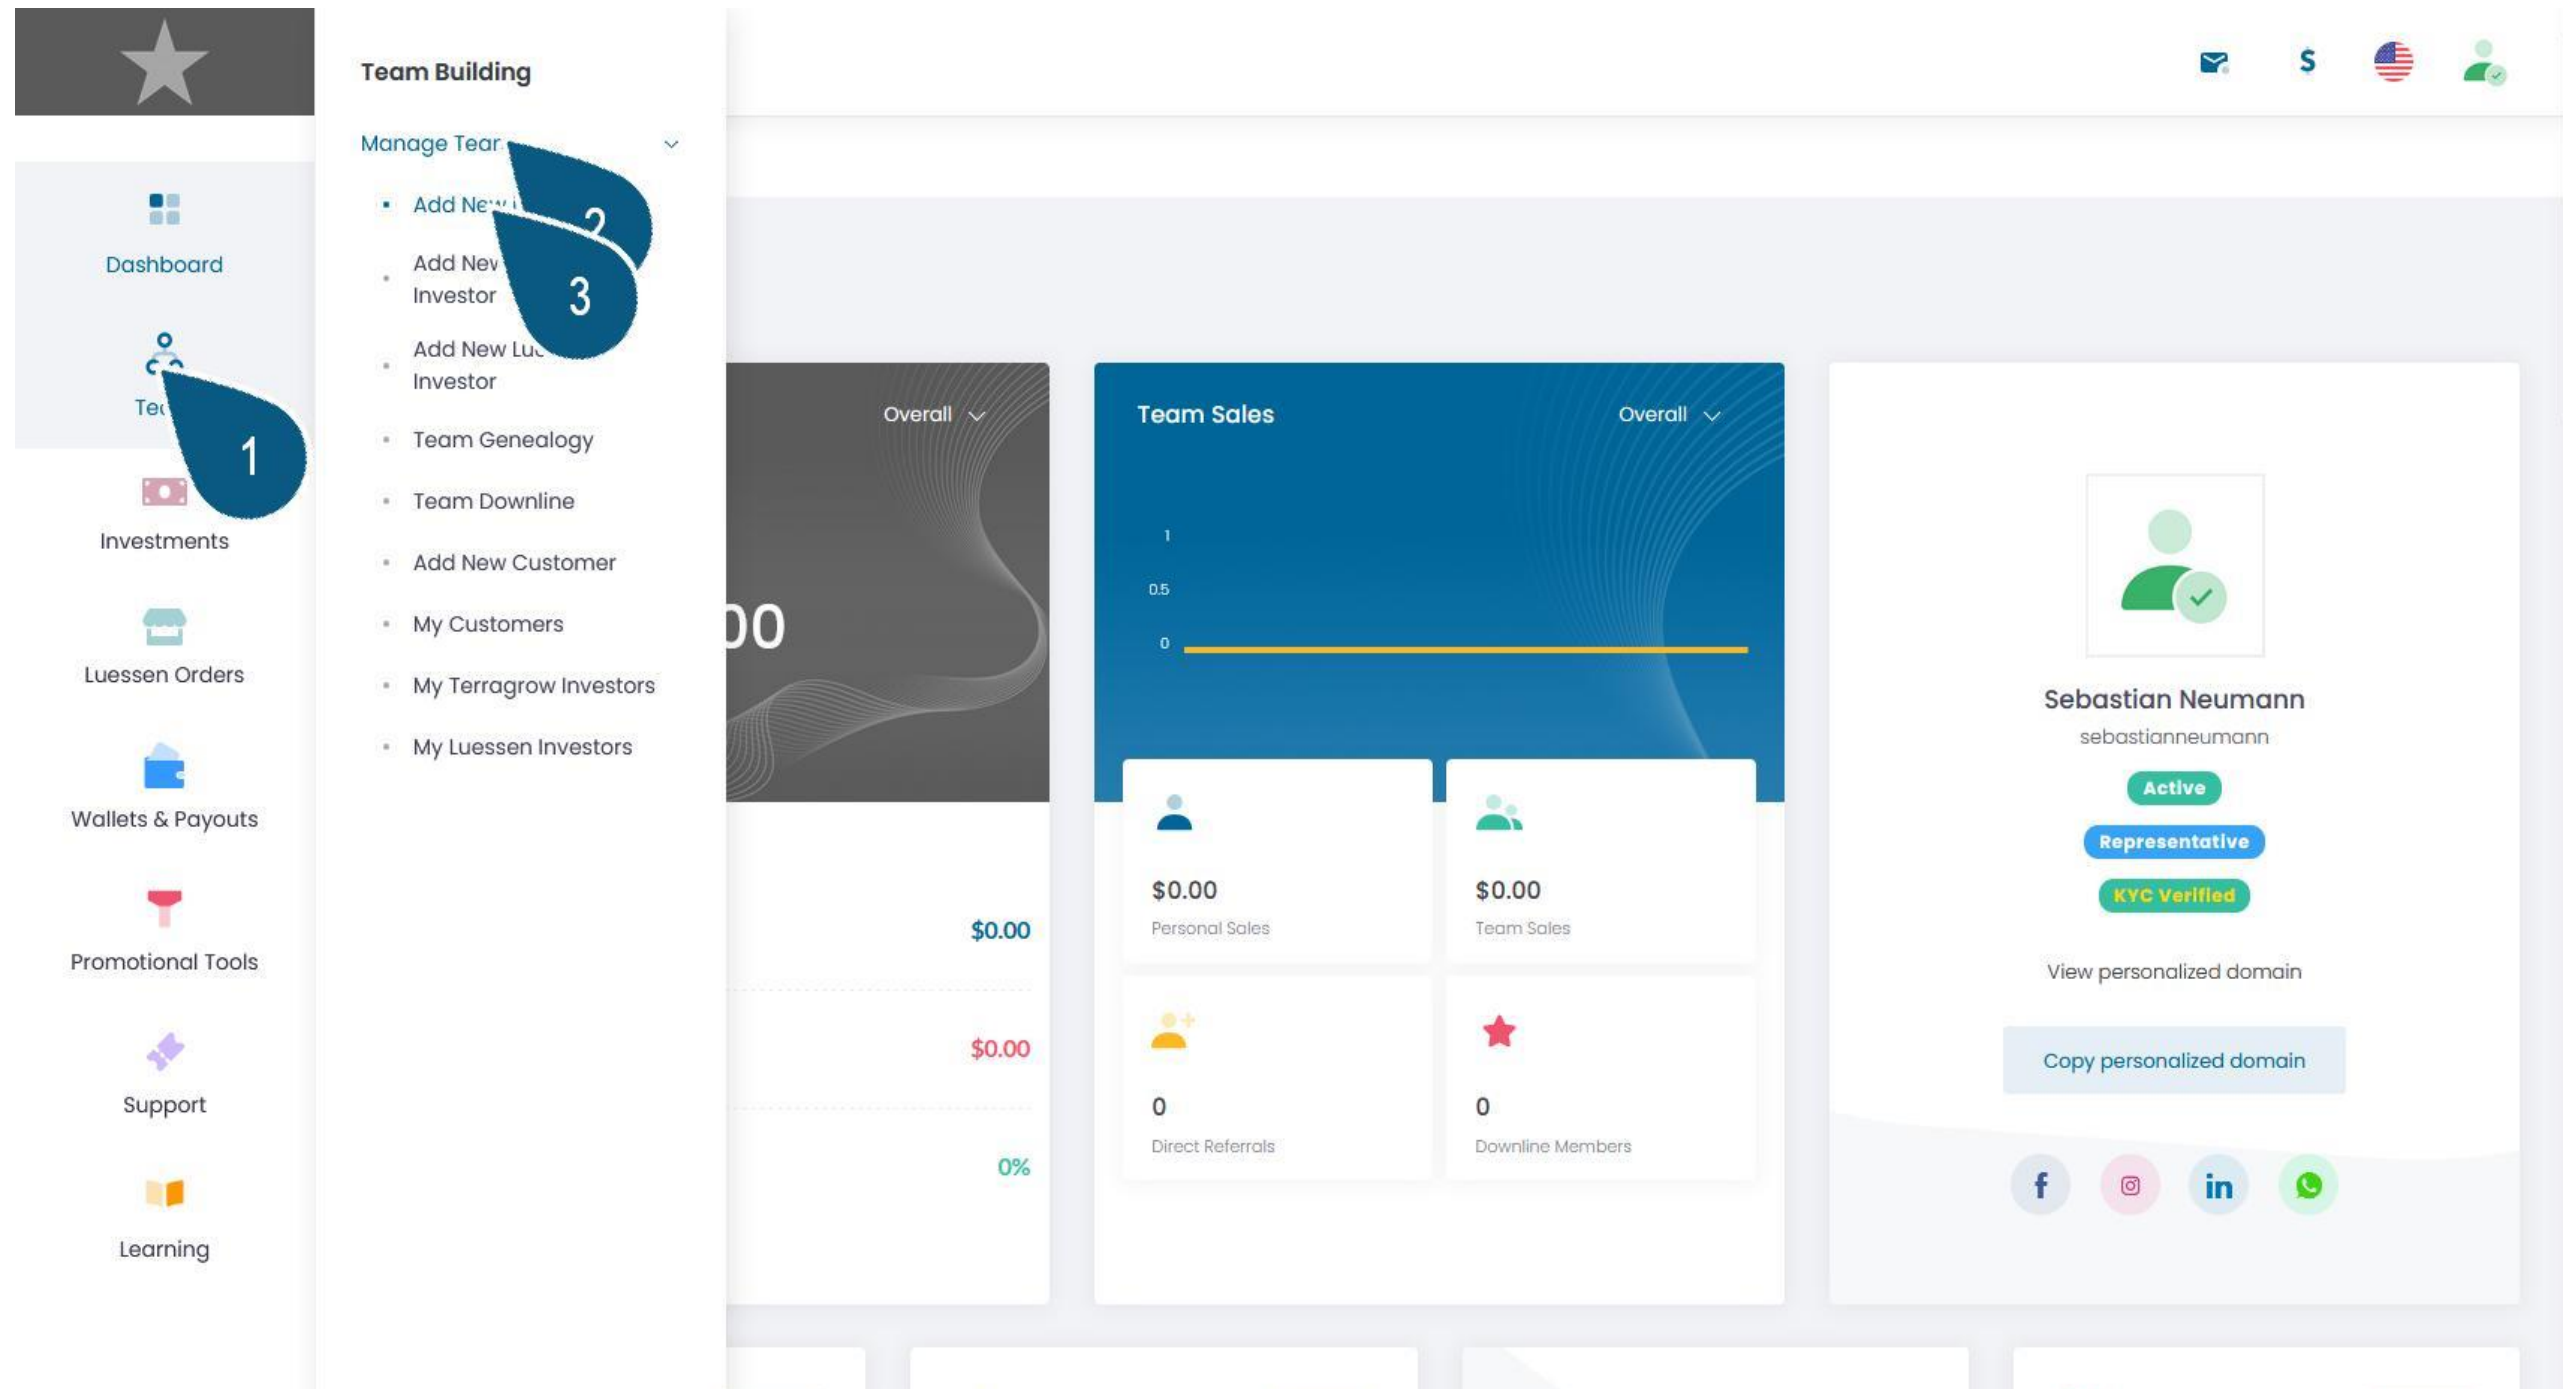 Team Building
Manage
Add
Add
Investor
Add New
Investor
Team Genealogy
Team Downline
Add New Customer
My Customers
My Terragrow Investors
My Luessen Investors
Dashboard
Investments
Luessen Orders
Wallets & Payouts
Promotional Tools
Support
Learning
1
2
3
Overall
00
$0.00
$0.00
0%
Team Sales
Overall
1
0.5
0
$0.00
Personal Sales
$0.00
Team Sales
0
Direct Referrals
0
Downline Members
$
Sebastian Neumann
sebastianneumann
Active
Representative
KYC Verified
View personalized domain
Copy personalized domain
f
in